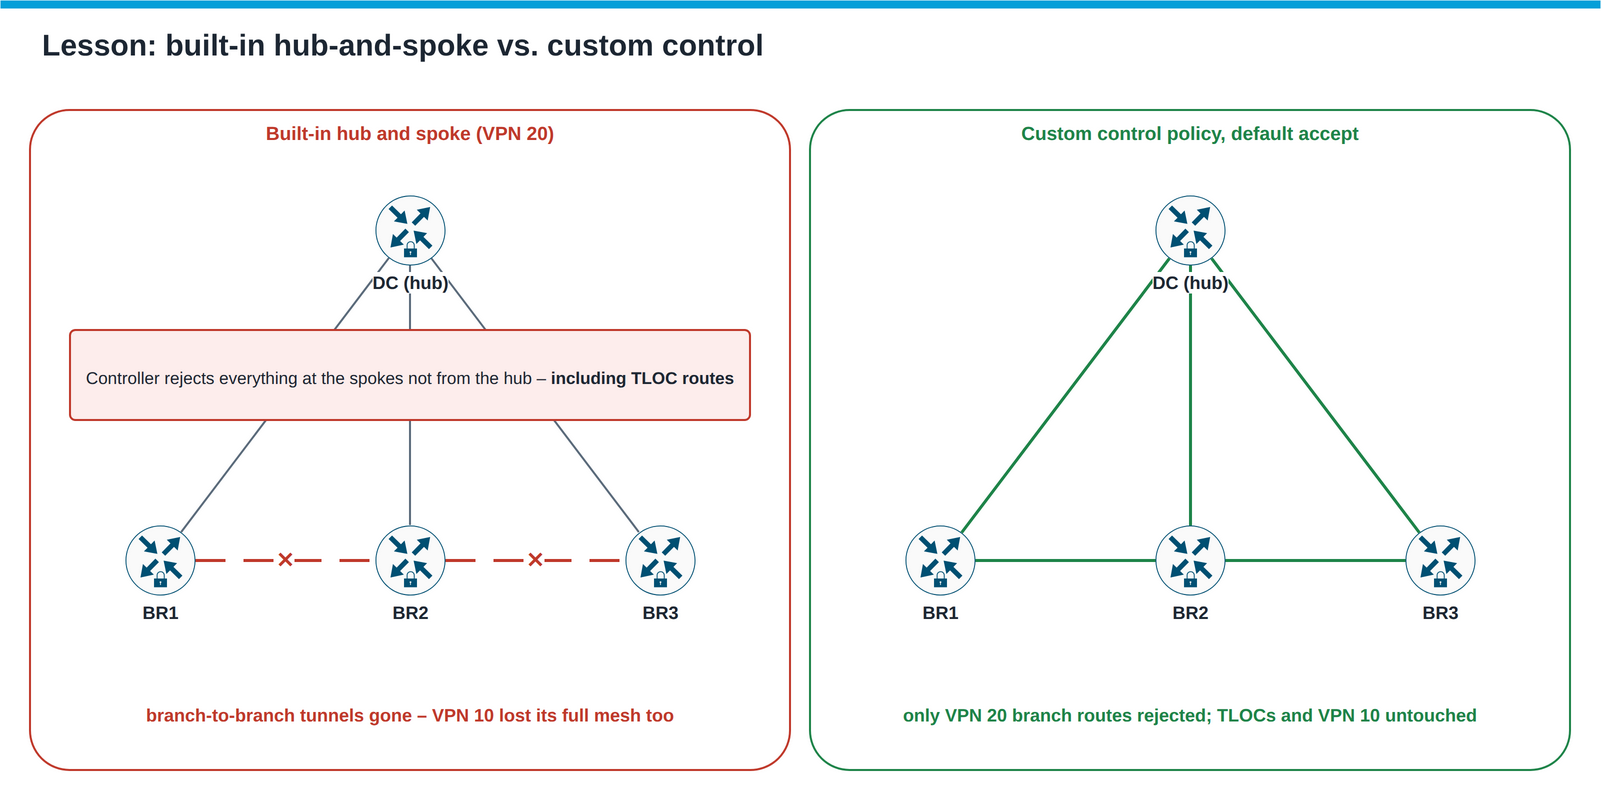 Lesson: built-in hub-and-spoke vs. custom control
Built-in hub and spoke (VPN 20)
DC (hub)
Controller rejects everything at the spokes not from the hub – including TLOC routes
BR1
BR2
BR3
branch-to-branch tunnels gone – VPN 10 lost its full mesh too
Custom control policy, default accept
DC (hub)
BR1
BR2
BR3
only VPN 20 branch routes rejected; TLOCs and VPN 10 untouched